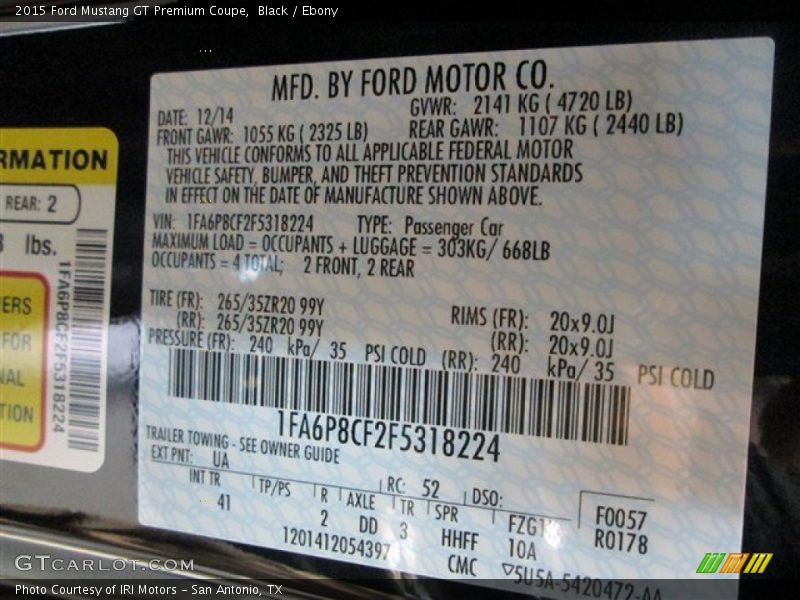 2015 Ford Mustang GT Premium Coupe, Black / Ebony
MFD. BY FORD MOTOR CO.
DATE: 12/14 GVWR: 2141 KG ( 4720 LB)
FRONT GAWR: 1055 KG ( 2325 LB) REAR GAWR: 1107 KG ( 2440 LB)
THIS VEHICLE CONFORMS TO ALL APPLICABLE FEDERAL MOTOR
VEHICLE SAFETY, BUMPER, AND THEFT PREVENTION STANDARDS
IN EFFECT ON THE DATE OF MANUFACTURE SHOWN ABOVE.
VIN: 1FA6P8CF2F5318224 TYPE: Passenger Car
MAXIMUM LOAD = OCCUPANTS + LUGGAGE = 303KG/ 668LB
OCCUPANTS = 4 TOTAL; 2 FRONT, 2 REAR
TIRE (FR): 265/35ZR20 99Y RIMS (FR): 20x9.0J
(RR): 265/35ZR20 99Y (RR): 20x9.0J
PRESSURE (FR): 240 kPa/ 35 PSI COLD (RR): 240 kPa/ 35 PSI COLD
1FA6P8CF2F5318224
TRAILER TOWING - SEE OWNER GUIDE
EXT PNT: UA RC: 52 DSO:
INT TR TP/PS R AXLE TR SPR F0057
41 2 DD 3 HHFF 10A R0178
1201412054397 CMC ▽5U5A-5420472-AA
RMATION
REAR: 2
lbs.
ERS
FOR
NAL
TION
1FA6P8CF2F5318224
GTCARLOT.COM
Photo Courtesy of IRI Motors – San Antonio, TX